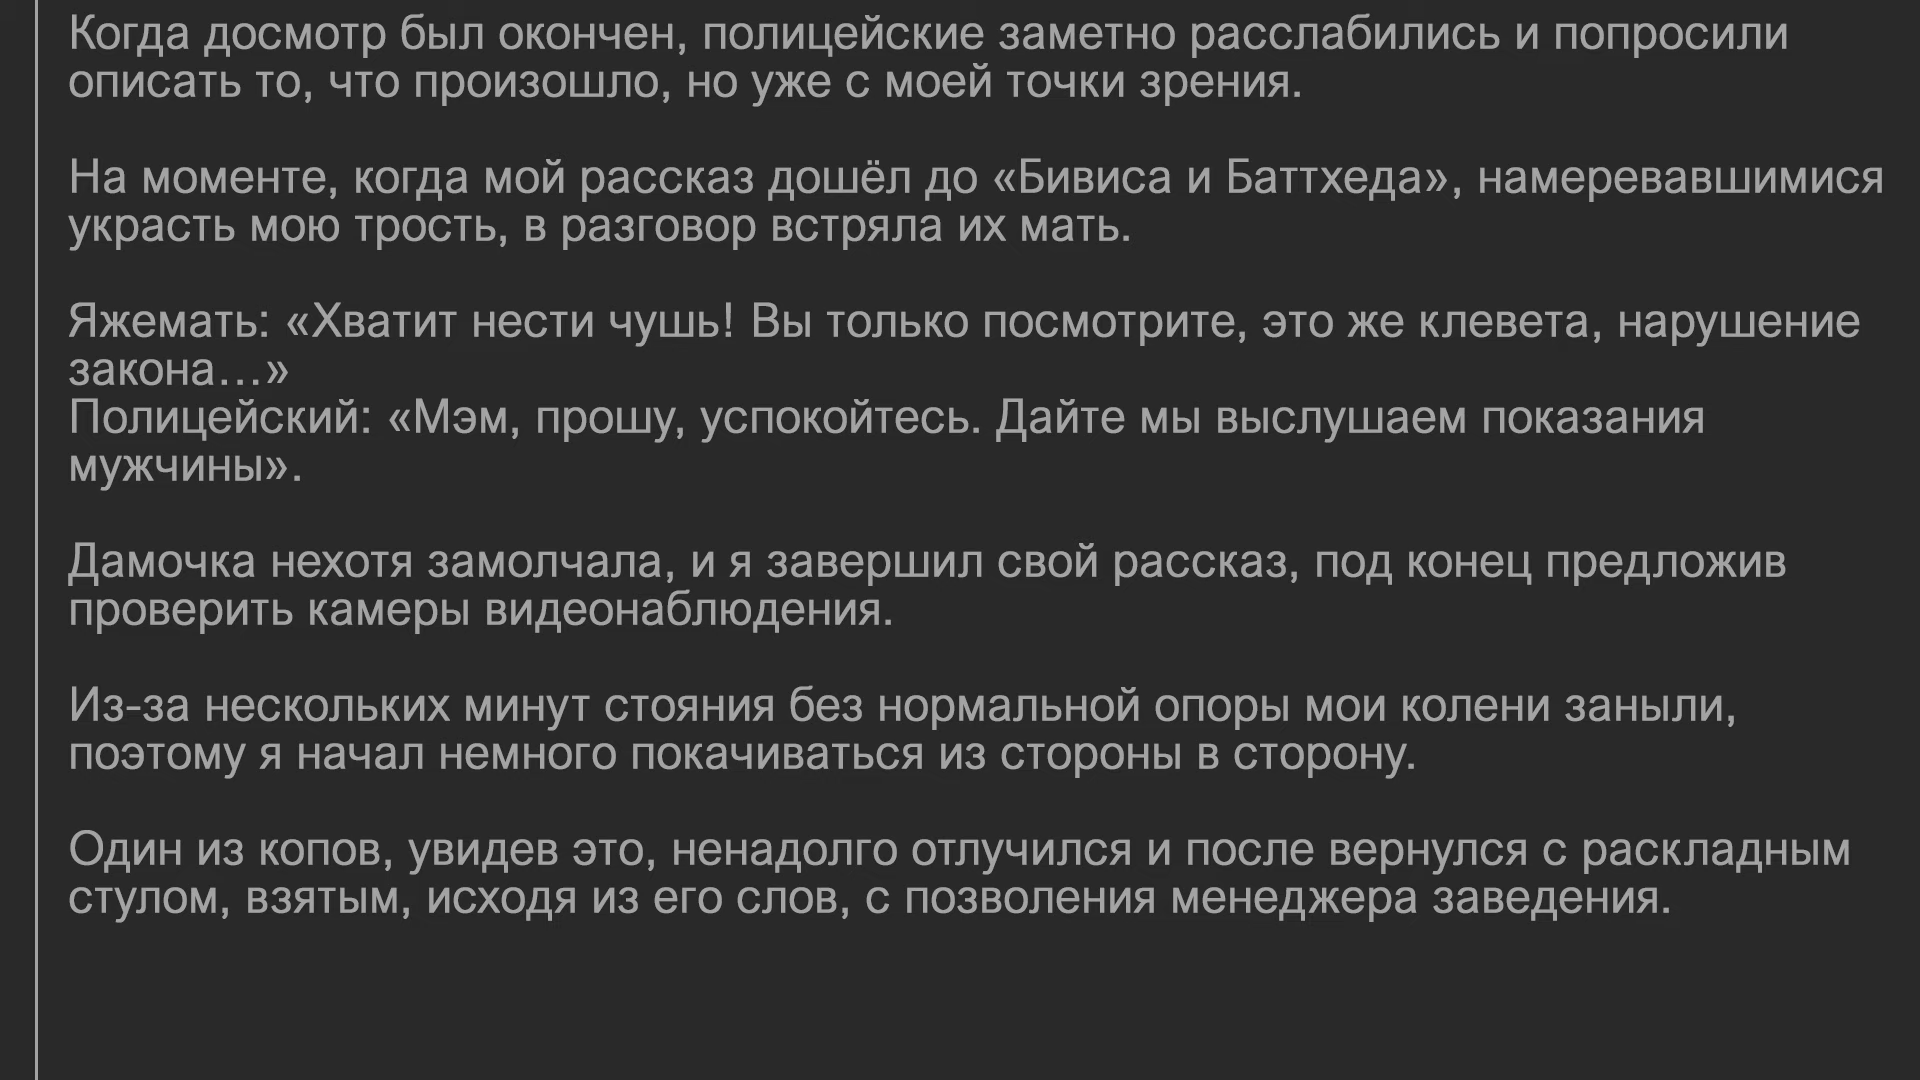 Когда досмотр был окончен, полицейские заметно расслабились и попросили
описать то, что произошло, но уже с моей точки зрения.
На моменте, когда мой рассказ дошёл до «Бивиса и Баттхеда», намеревавшимися
украсть мою трость, в разговор встряла их мать.
Яжемать: «Хватит нести чушь! Вы только посмотрите, это же клевета, нарушение
закона…»
Полицейский: «Мэм, прошу, успокойтесь. Дайте мы выслушаем показания
мужчины».
Дамочка нехотя замолчала, и я завершил свой рассказ, под конец предложив
проверить камеры видеонаблюдения.
Из-за нескольких минут стояния без нормальной опоры мои колени заныли,
поэтому я начал немного покачиваться из стороны в сторону.
Один из копов, увидев это, ненадолго отлучился и после вернулся с раскладным
стулом, взятым, исходя из его слов, с позволения менеджера заведения.